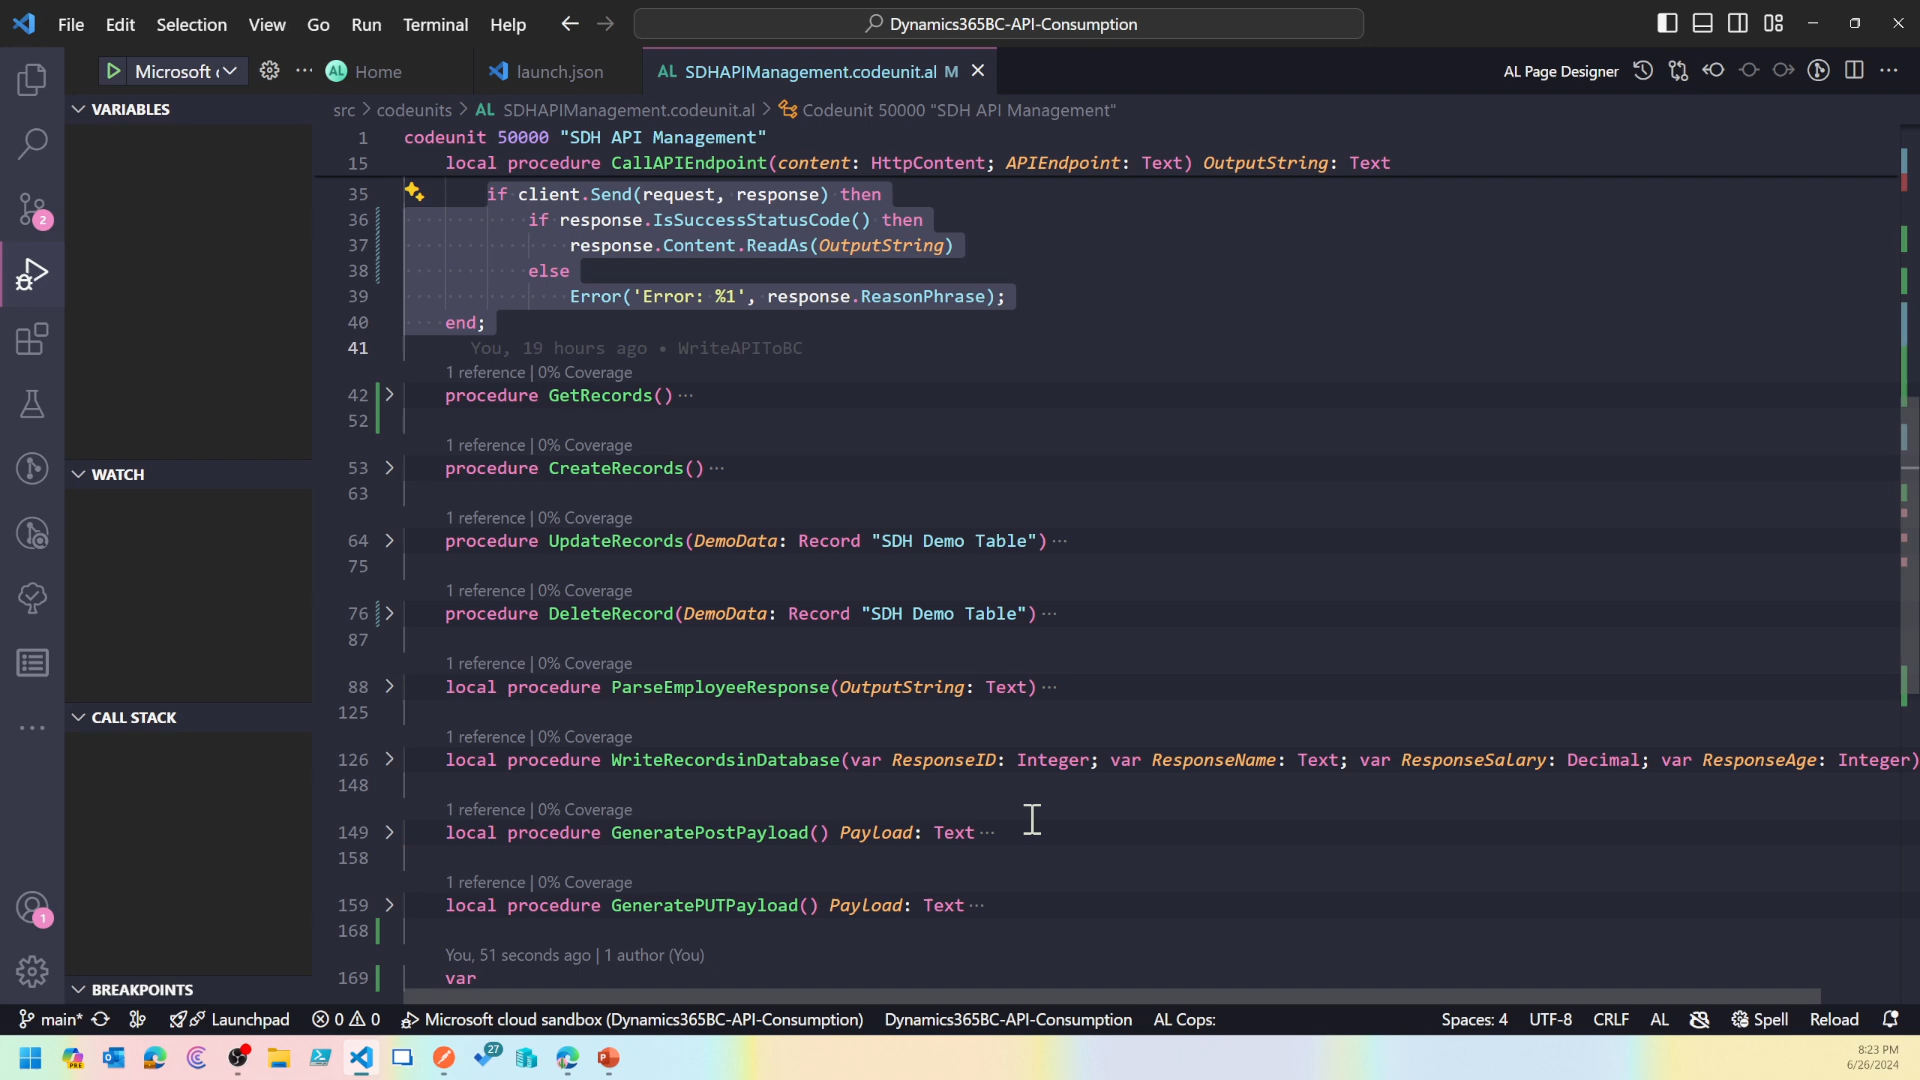 File Edit Selection View Go Run Terminal Help Dynamics365BC-API-Consumption
Microsoft ( Home launch.json AL SDHAPIManagement.codeunit.al M AL Page Designer
VARIABLES
src > codeunits > AL SDHAPIManagement.codeunit.al > Codeunit 50000 "SDH API Management"
1 codeunit 50000 "SDH API Management"
15 local procedure CallAPIEndpoint(content: HttpContent; APIEndpoint: Text) OutputString: Text
35 if client.Send(request, response) then
36 if response.IsSuccessStatusCode() then
37 response.Content.ReadAs(OutputString)
38 else
39 Error('Error: %1', response.ReasonPhrase);
40 end;
41 You, 19 hours ago • WriteAPIToBC
1 reference | 0% Coverage
42 procedure GetRecords()···
52
1 reference | 0% Coverage
53 procedure CreateRecords()···
63
1 reference | 0% Coverage
64 procedure UpdateRecords(DemoData: Record "SDH Demo Table")···
75
1 reference | 0% Coverage
76 procedure DeleteRecord(DemoData: Record "SDH Demo Table")···
87
1 reference | 0% Coverage
88 local procedure ParseEmployeeResponse(OutputString: Text)···
125
1 reference | 0% Coverage
126 local procedure WriteRecordsinDatabase(var ResponseID: Integer; var ResponseName: Text; var ResponseSalary: Decimal; var ResponseAge: Integer)
148
1 reference | 0% Coverage
149 local procedure GeneratePostPayload() Payload: Text···
158
1 reference | 0% Coverage
159 local procedure GeneratePUTPayload() Payload: Text···
168
You, 51 seconds ago | 1 author (You)
169 var
WATCH
CALL STACK
BREAKPOINTS
2
1
main* Launchpad 0 0 Microsoft cloud sandbox (Dynamics365BC-API-Consumption) Dynamics365BC-API-Consumption AL Cops: Spaces: 4 UTF-8 CRLF AL Spell Reload
PRE 27
8:23 PM
6/26/2024